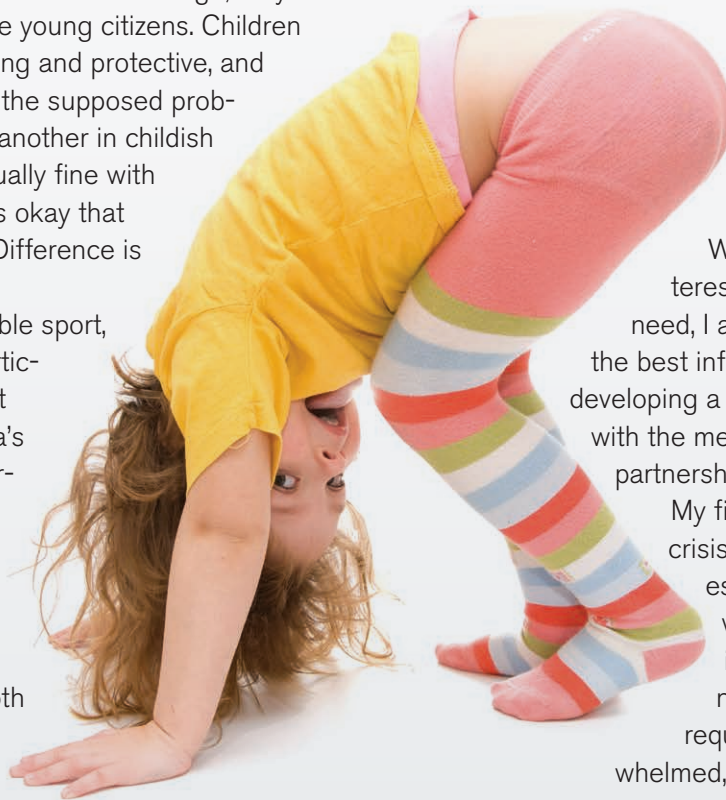 e young citizens. Children
ng and protective, and
the supposed prob-
another in childish
ually fine with
s okay that
Difference is
ble sport,
rtic-
t
a's
r-
oth
W
teres
need, I a
the best inf
developing a
with the me
partnersh
My fi
crisis
es
v
n
requ
whelmed,